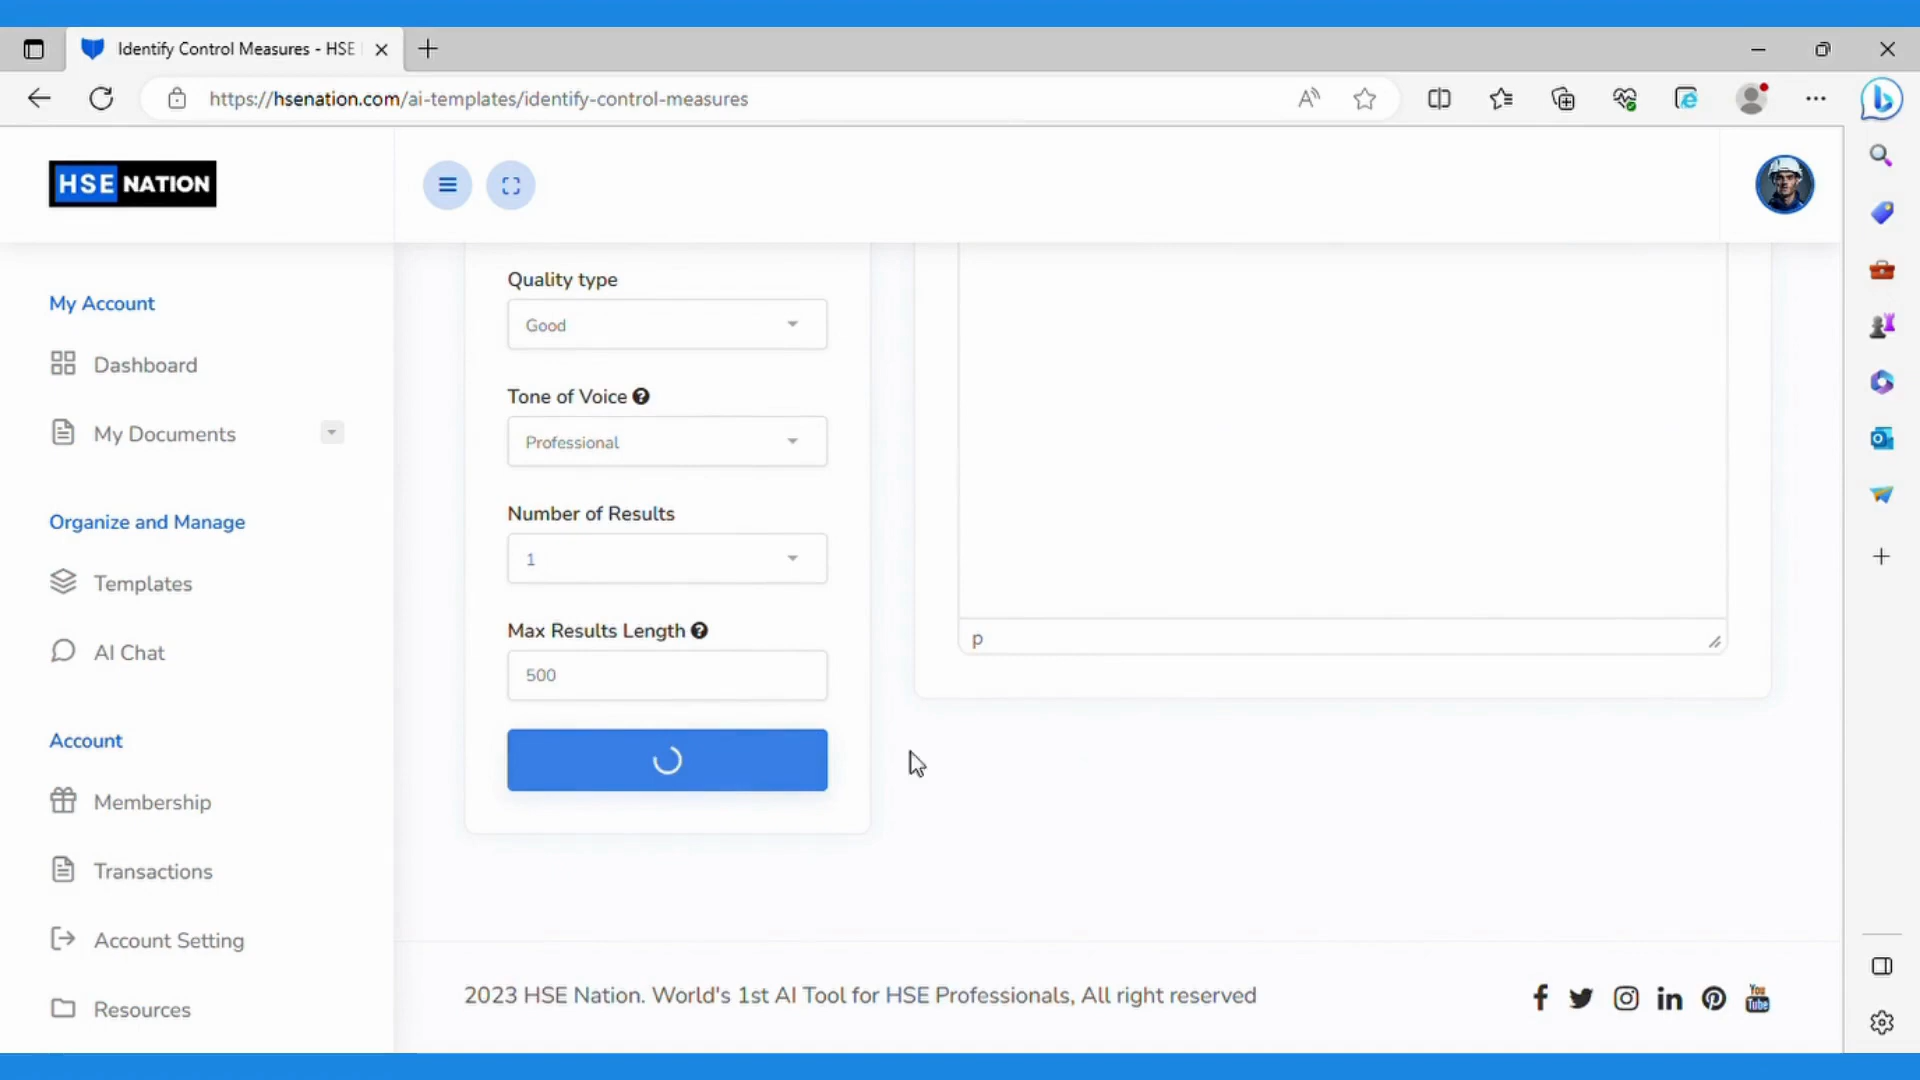 Identify Control Measures - HSE
https://hsenation.com/ai-templates/identify-control-measures
HSE NATION
My Account
Dashboard
My Documents
Organize and Manage
Templates
AI Chat
Account
Membership
Transactions
Account Setting
Resources
Quality type
Good
Tone of Voice
Professional
Number of Results
1
Max Results Length
500
p
2023 HSE Nation. World's 1st AI Tool for HSE Professionals, All right reserved
You Tube